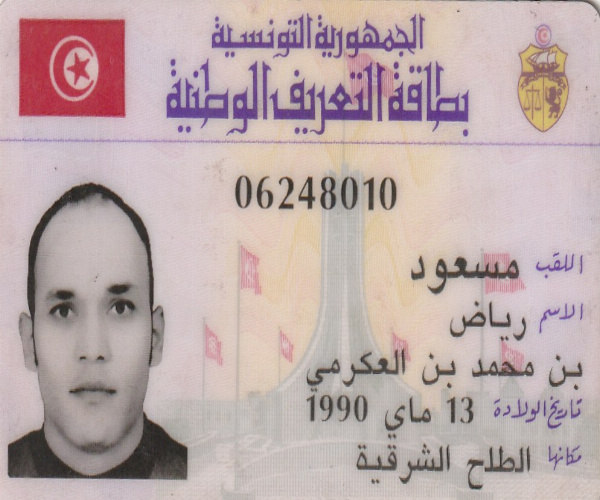 الجمهورية التونسية
بطاقة التعريف الوطنية
06248010
اللقب مسعود
الاسم رياض
بن محمد بن العكرمي
تاريخ الولادة 13 ماي 1990
مكانها الطلح الشرقية